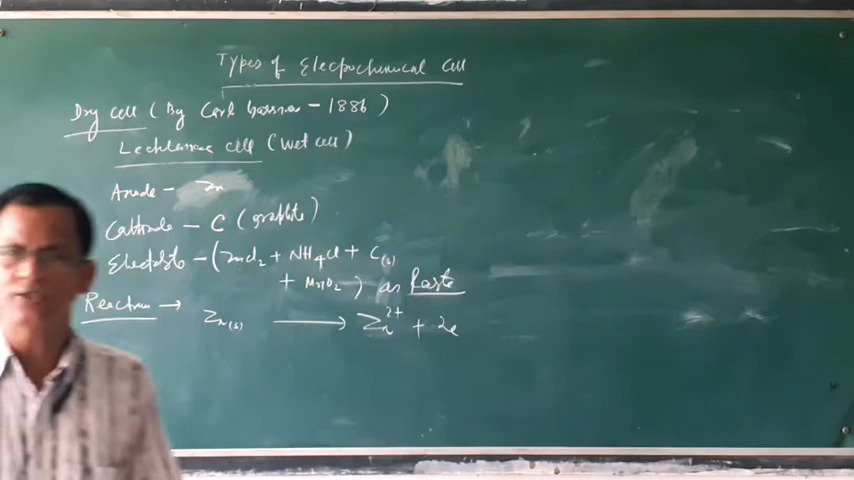 Types of Electrochemical Cell
Dry Cell (By Carl Gassner - 1886)
Leclanche Cell (Wet cell)
Anode - Zn
Cathode - C (graphite)
Electrolyte - (ZnCl₂ + NH₄Cl + C(s)
+ MnO₂) as Paste
Reaction →
Zn(s) ⟶ Zn²⁺ + 2e